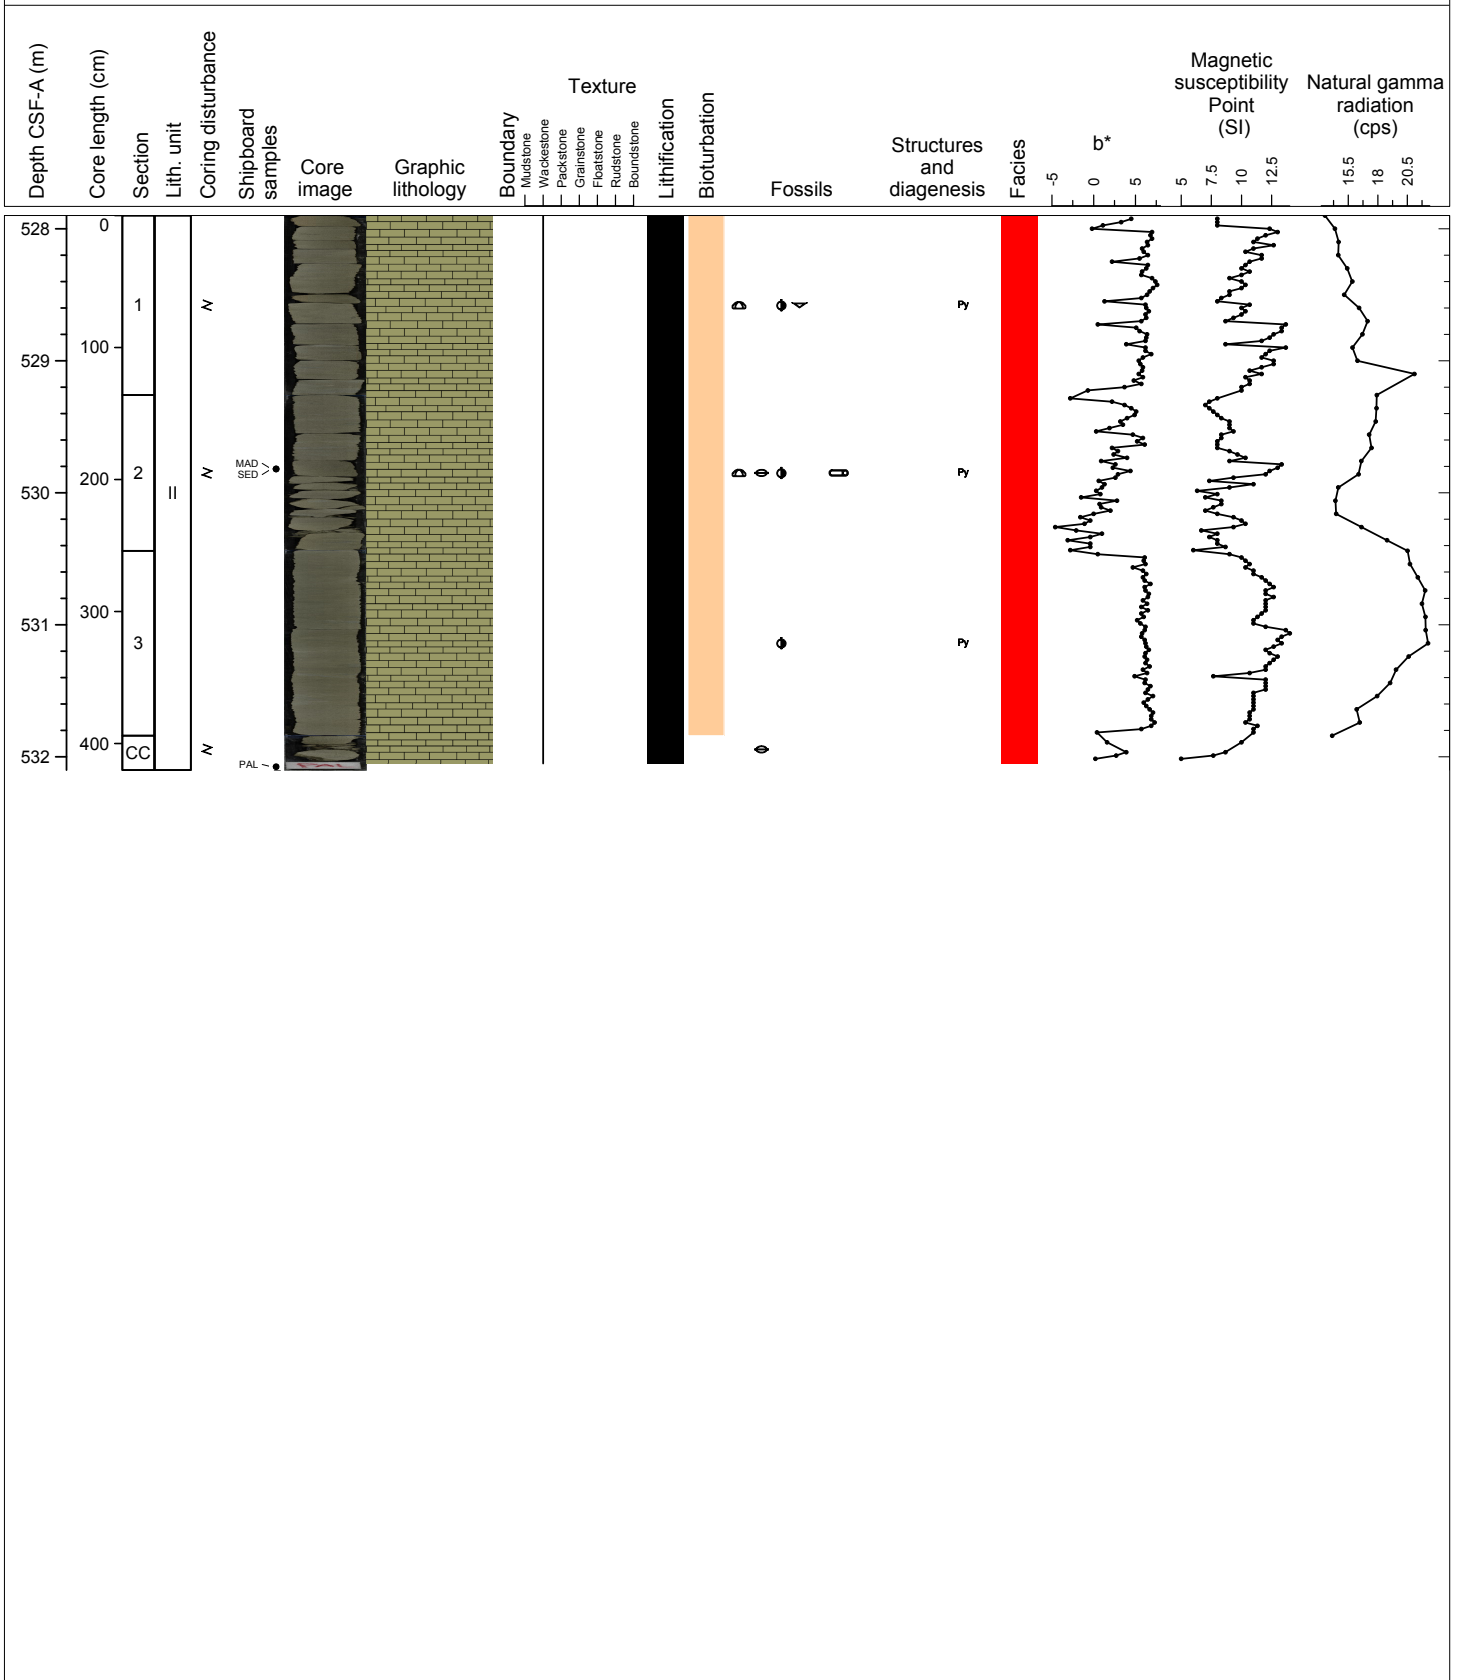 Depth CSF-A (m)
Core length (cm)
Section
Lith. unit
Coring disturbance
Shipboard
samples
Core
image
Graphic
lithology
Boundary
Texture
Mudstone
Wackestone
Packstone
Grainstone
Floatstone
Rudstone
Boundstone
Lithification
Bioturbation
Fossils
Structures
and
diagenesis
Facies
b*
-5 0 5
Magnetic
susceptibility
Point
(SI)
5 7.5 10 12.5
Natural gamma
radiation
(cps)
15.5 18 20.5
528 0
1 Py
100
529
MAD
SED
200 2 II Py
530
300
531
3 Py
400
CC
532
PAL
PAL